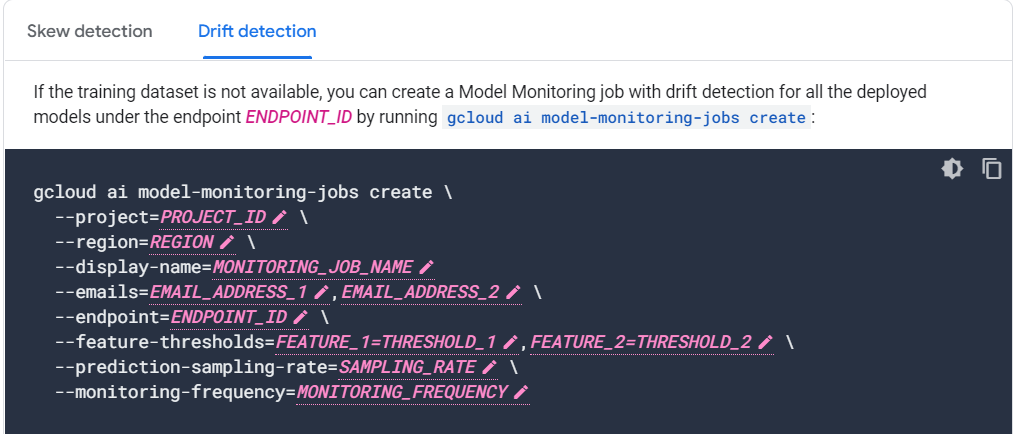 Skew detection
Drift detection
If the training dataset is not available, you can create a Model Monitoring job with drift detection for all the deployed
models under the endpoint ENDPOINT_ID by running gcloud ai model-monitoring-jobs create :
gcloud ai model-monitoring-jobs create \
--project=PROJECT_ID \
--region=REGION \
--display-name=MONITORING_JOB_NAME
--emails=EMAIL_ADDRESS_1 ,EMAIL_ADDRESS_2 \
--endpoint=ENDPOINT_ID \
--feature-thresholds=FEATURE_1=THRESHOLD_1 ,FEATURE_2=THRESHOLD_2 \
--prediction-sampling-rate=SAMPLING_RATE \
--monitoring-frequency=MONITORING_FREQUENCY